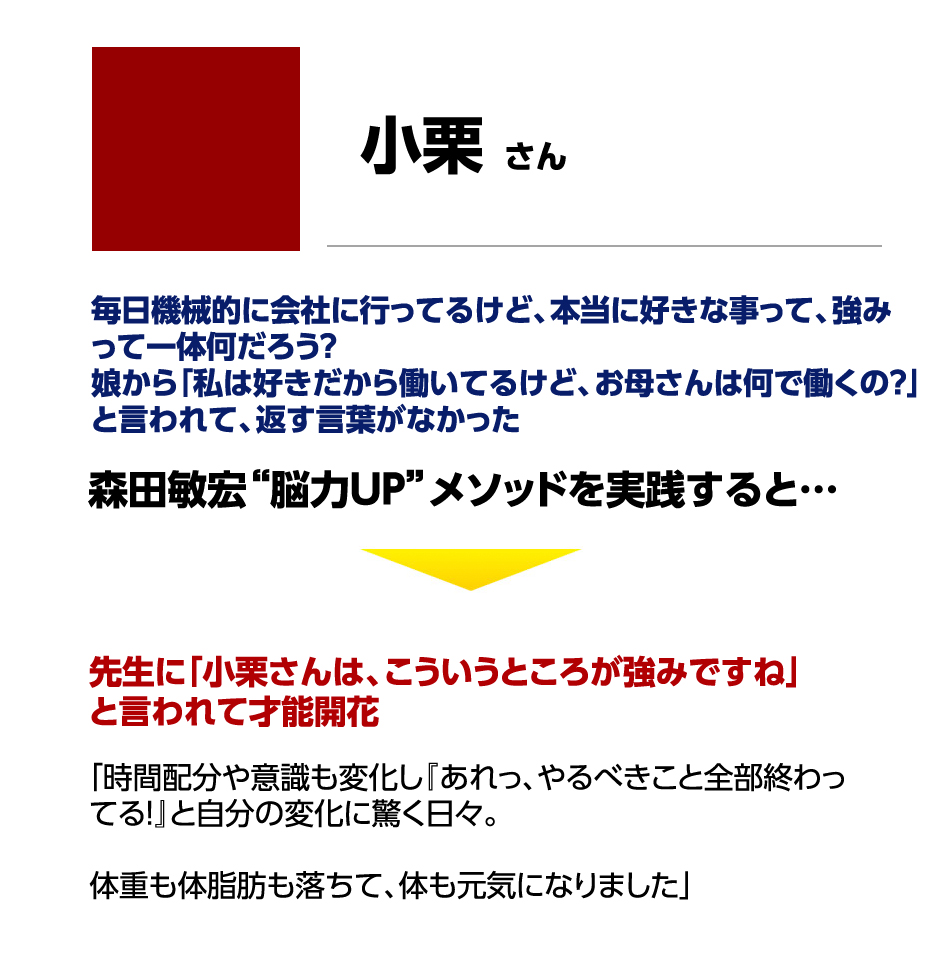 小栗 さん
毎日機械的に会社に行ってるけど、本当に好きな事って、強み
って一体何だろう?
娘から「私は好きだから働いてるけど、お母さんは何で働くの?」
と言われて、返す言葉がなかった
森田敏宏“脳力UP”メソッドを実践すると…
先生に「小栗さんは、こういうところが強みですね」
と言われて才能開花
「時間配分や意識も変化し『あれっ、やるべきこと全部終わっ
てる!』と自分の変化に驚く日々。
体重も体脂肪も落ちて、体も元気になりました」